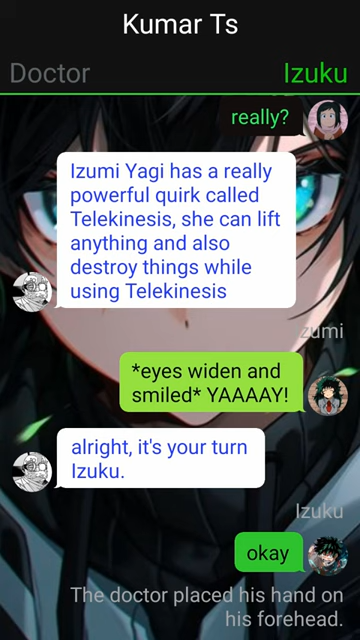 Kumar Ts
Doctor
Izuku
really?
Izumi Yagi has a really
powerful quirk called
Telekinesis, she can lift
anything and also
destroy things while
using Telekinesis
zumi
*eyes widen and
smiled* YAAAAY!
alright, it's your turn
Izuku.
Izuku
okay
The doctor placed his hand on
his forehead.